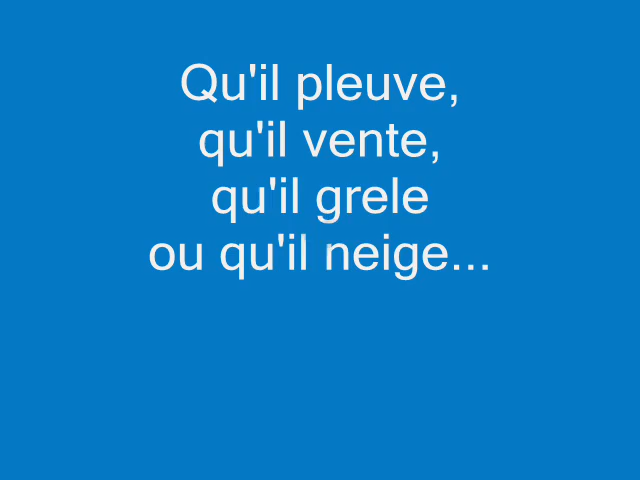 Qu'il pleuve,
qu'il vente,
qu'il grele
ou qu'il neige...